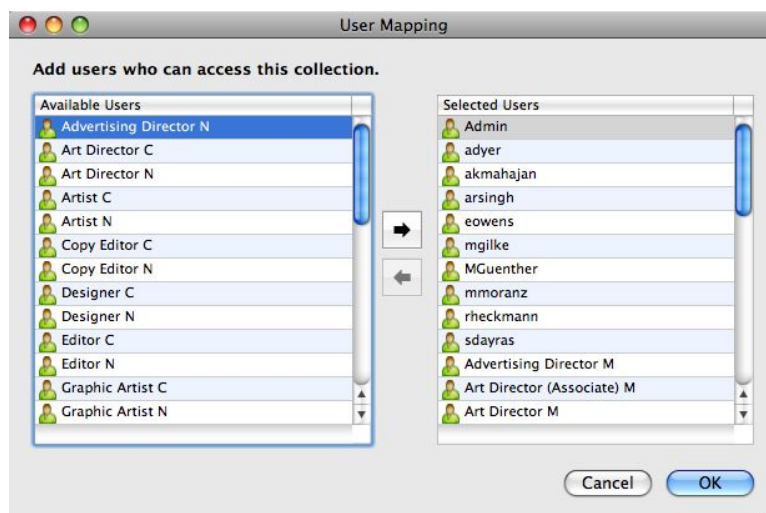 User Mapping
Add users who can access this collection.
Available Users
Advertising Director N
Art Director C
Art Director N
Artist C
Artist N
Copy Editor C
Copy Editor N
Designer C
Designer N
Editor C
Editor N
Graphic Artist C
Graphic Artist N
Selected Users
Admin
adyer
akmahajan
arsingh
eowens
mgilke
MGuenther
mmoranz
rheckmann
sdayras
Advertising Director M
Art Director (Associate) M
Art Director M
Cancel
OK